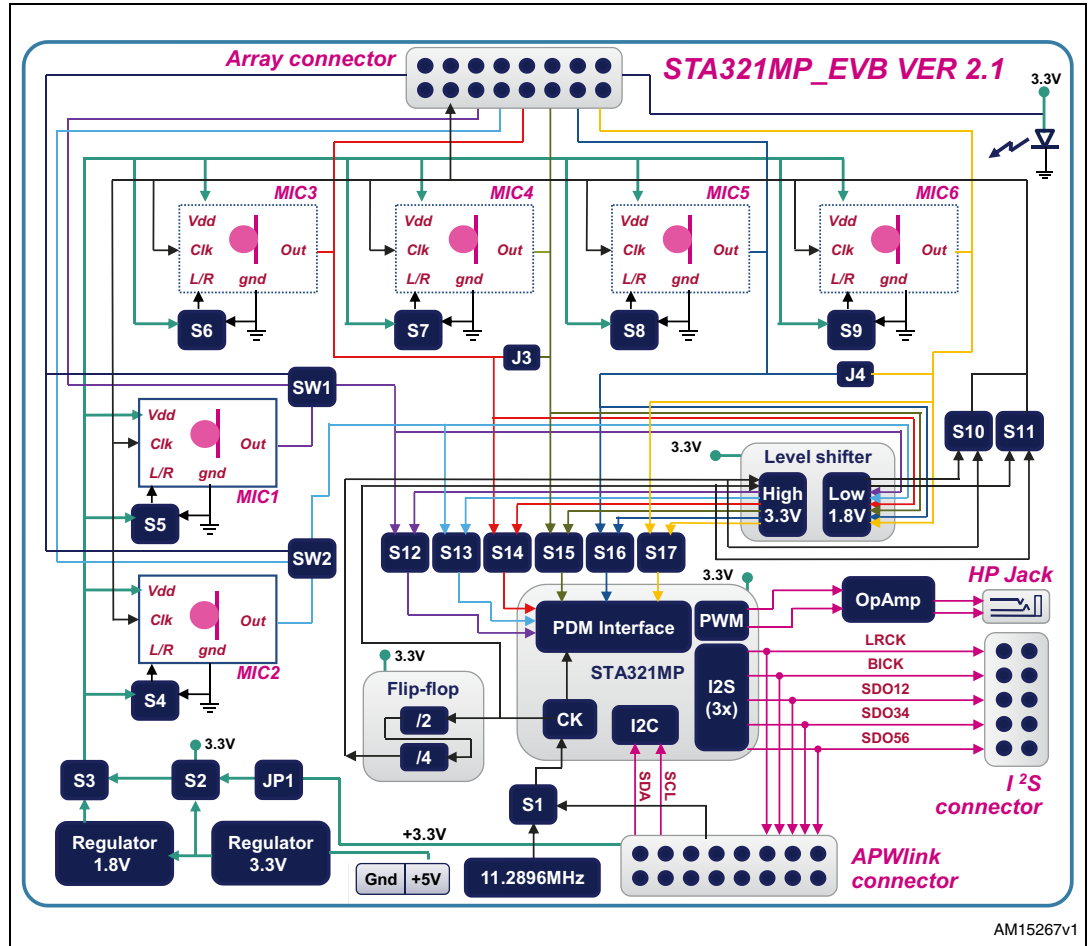 Array connector
STA321MP_EVB VER 2.1
3.3V
MIC3
MIC4
MIC5
MIC6
Vdd
Clk
Out
L/R
gnd
Vdd
Clk
Out
L/R
gnd
Vdd
Clk
Out
L/R
gnd
Vdd
Clk
Out
L/R
gnd
S6
S7
S8
S9
J3
J4
SW1
Vdd
Clk
Out
L/R
gnd
MIC1
S5
S10
S11
3.3V
Level shifter
High
3.3V
Low
1.8V
SW2
S12
S13
S14
S15
S16
S17
Vdd
Out
Clk
L/R
gnd
MIC2
S4
3.3V
PDM Interface
PWM
STA321MP
I2S
(3x)
CK
I2C
OpAmp
HP Jack
LRCK
BICK
SDO12
SDO34
SDO56
I²S
connector
3.3V
Flip-flop
/2
/4
3.3V
S3
S2
JP1
S1
SDA
SCL
Regulator
1.8V
Regulator
3.3V
+3.3V
Gnd
+5V
11.2896MHz
APWlink
connector
AM15267v1